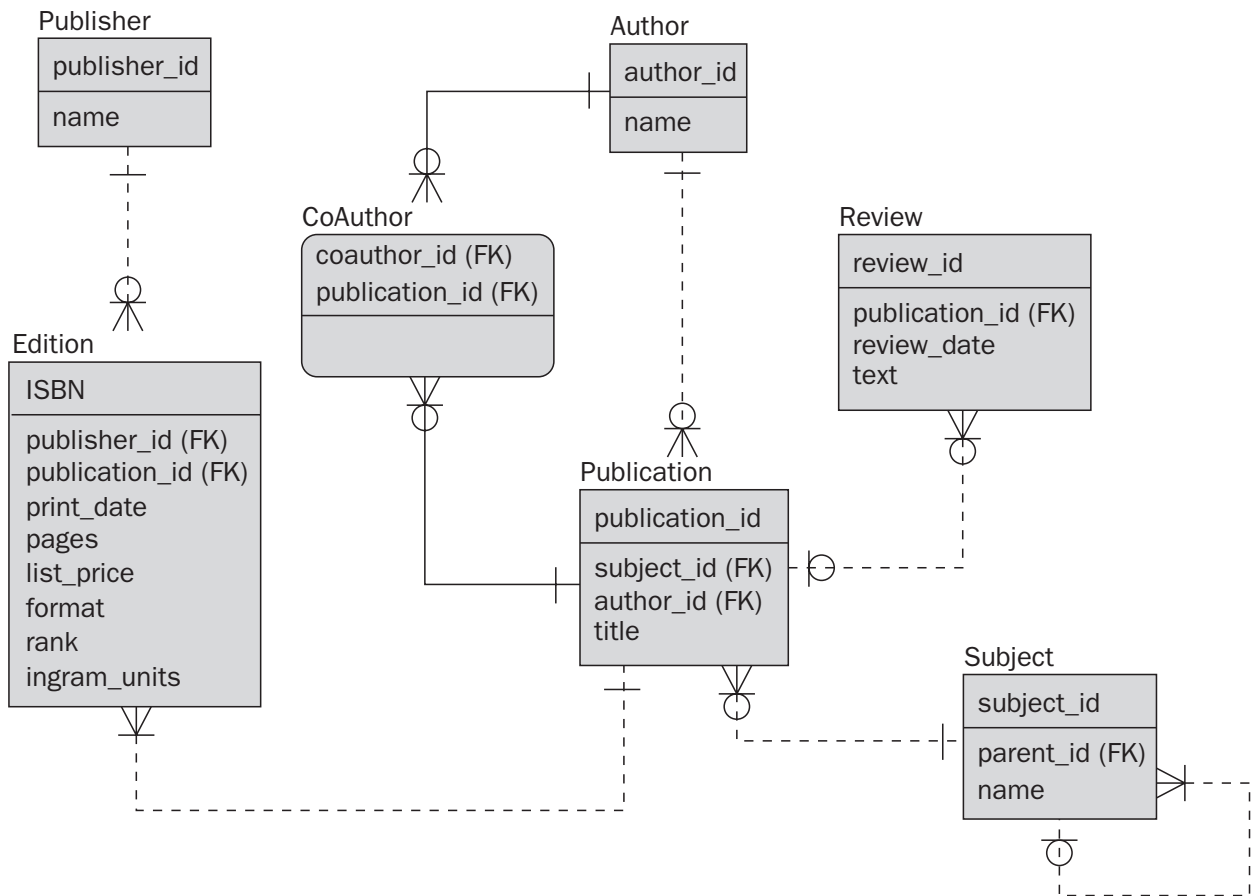 Publisher
publisher_id
name
Author
author_id
name
CoAuthor
coauthor_id (FK)
publication_id (FK)
Review
review_id
publication_id (FK)
review_date
text
Edition
ISBN
publisher_id (FK)
publication_id (FK)
print_date
pages
list_price
format
rank
ingram_units
Publication
publication_id
subject_id (FK)
author_id (FK)
title
Subject
subject_id
parent_id (FK)
name